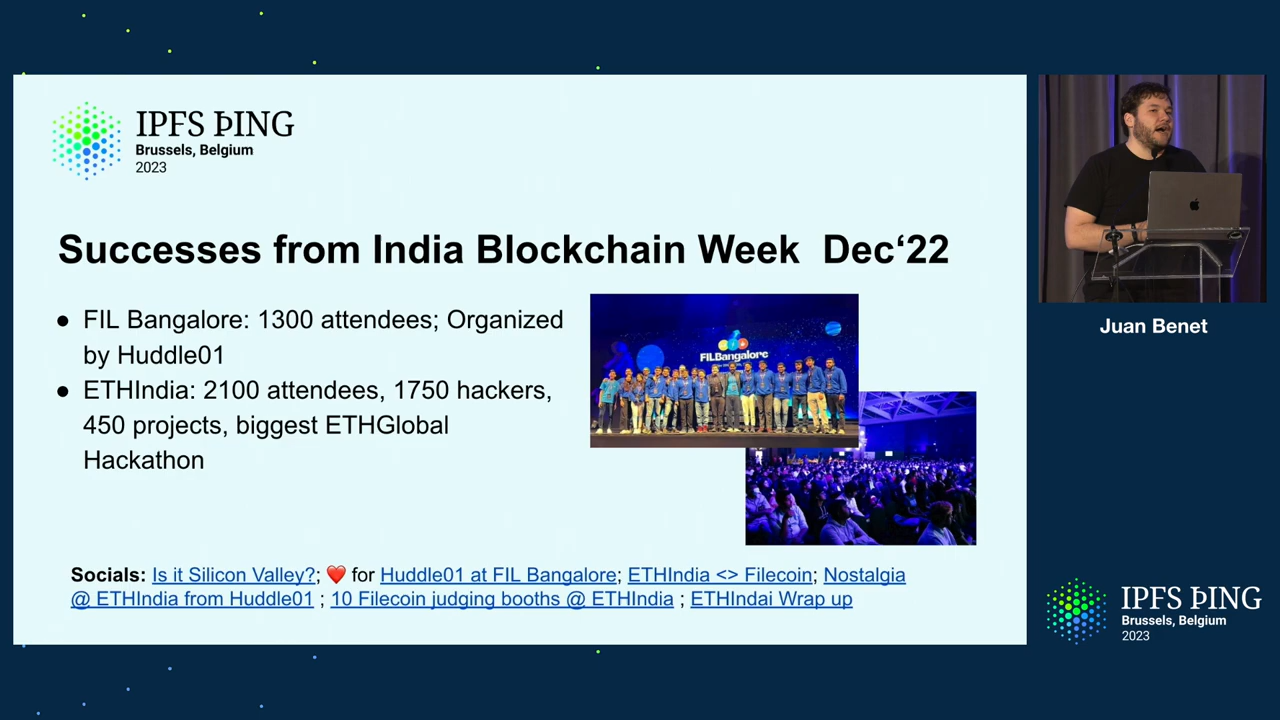 IPFS ÞING
Brussels, Belgium
2023
Successes from India Blockchain Week  Dec‘22
● FIL Bangalore: 1300 attendees; Organized
by Huddle01
● ETHIndia: 2100 attendees, 1750 hackers,
450 projects, biggest ETHGlobal
Hackathon
FILBangalore
Socials: Is it Silicon Valley?; ❤️ for Huddle01 at FIL Bangalore; ETHIndia <> Filecoin; Nostalgia
@ ETHIndia from Huddle01 ; 10 Filecoin judging booths @ ETHIndia ; ETHIndai Wrap up
Juan Benet
IPFS ÞING
Brussels, Belgium
2023